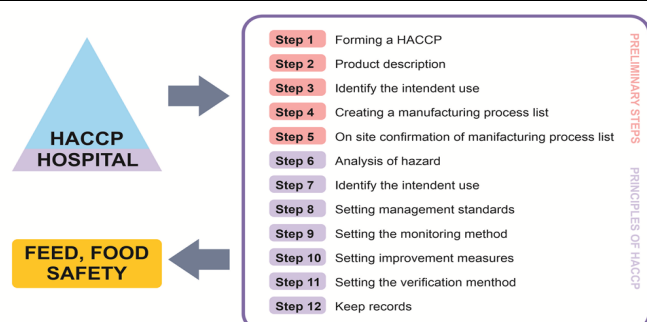 HACCP
HOSPITAL
FEED, FOOD
SAFETY
Step 1 Forming a HACCP
Step 2 Product description
Step 3 Identify the intendent use
Step 4 Creating a manufacturing process list
Step 5 On site confirmation of manifacturing process list
Step 6 Analysis of hazard
Step 7 Identify the intendent use
Step 8 Setting management standards
Step 9 Setting the monitoring method
Step 10 Setting improvement measures
Step 11 Setting the verification menthod
Step 12 Keep records
PRELIMINARY STEPS
PRINCIPLES OF HACCP